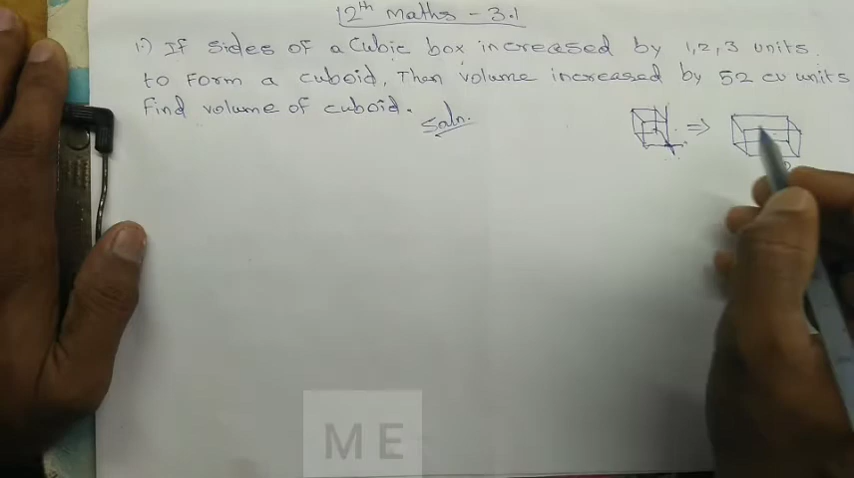 12th Maths - 3.1
1.) If sides of a Cubic box increased by 1,2,3 units.
to Form a cuboid, Then volume increased by 52 cu units
Find volume of cuboid.
Soln.
ME